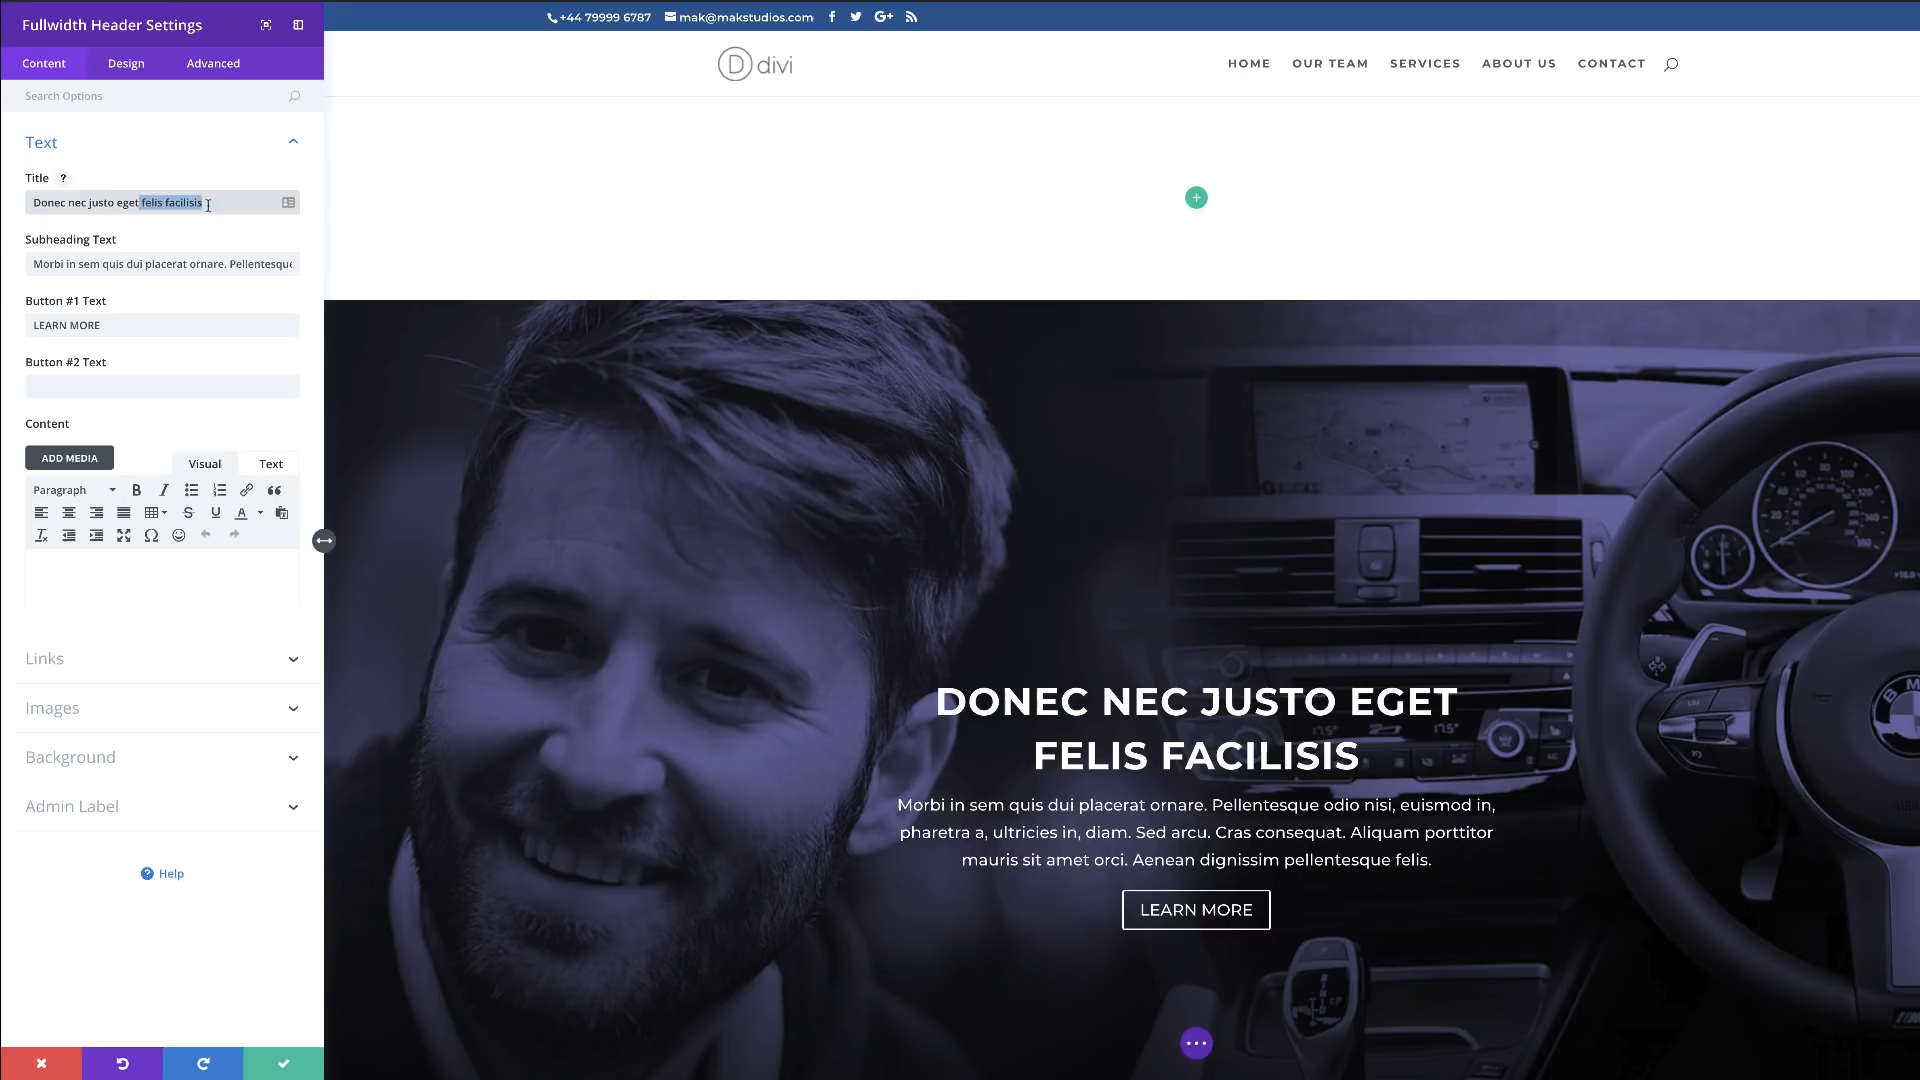 Fullwidth Header Settings
Content Design Advanced
Search Options
Text
Title ?
Donec nec justo eget felis facilisis
Subheading Text
Morbi in sem quis dui placerat ornare. Pellentesque
Button #1 Text
LEARN MORE
Button #2 Text
Content
ADD MEDIA
Visual Text
Paragraph
Links
Images
Background
Admin Label
Help
+44 79999 6787 mak@makstudios.com
divi
HOME OUR TEAM SERVICES ABOUT US CONTACT
DONEC NEC JUSTO EGET
FELIS FACILISIS
Morbi in sem quis dui placerat ornare. Pellentesque odio nisi, euismod in,
pharetra a, ultricies in, diam. Sed arcu. Cras consequat. Aliquam porttitor
mauris sit amet orci. Aenean dignissim pellentesque felis.
LEARN MORE